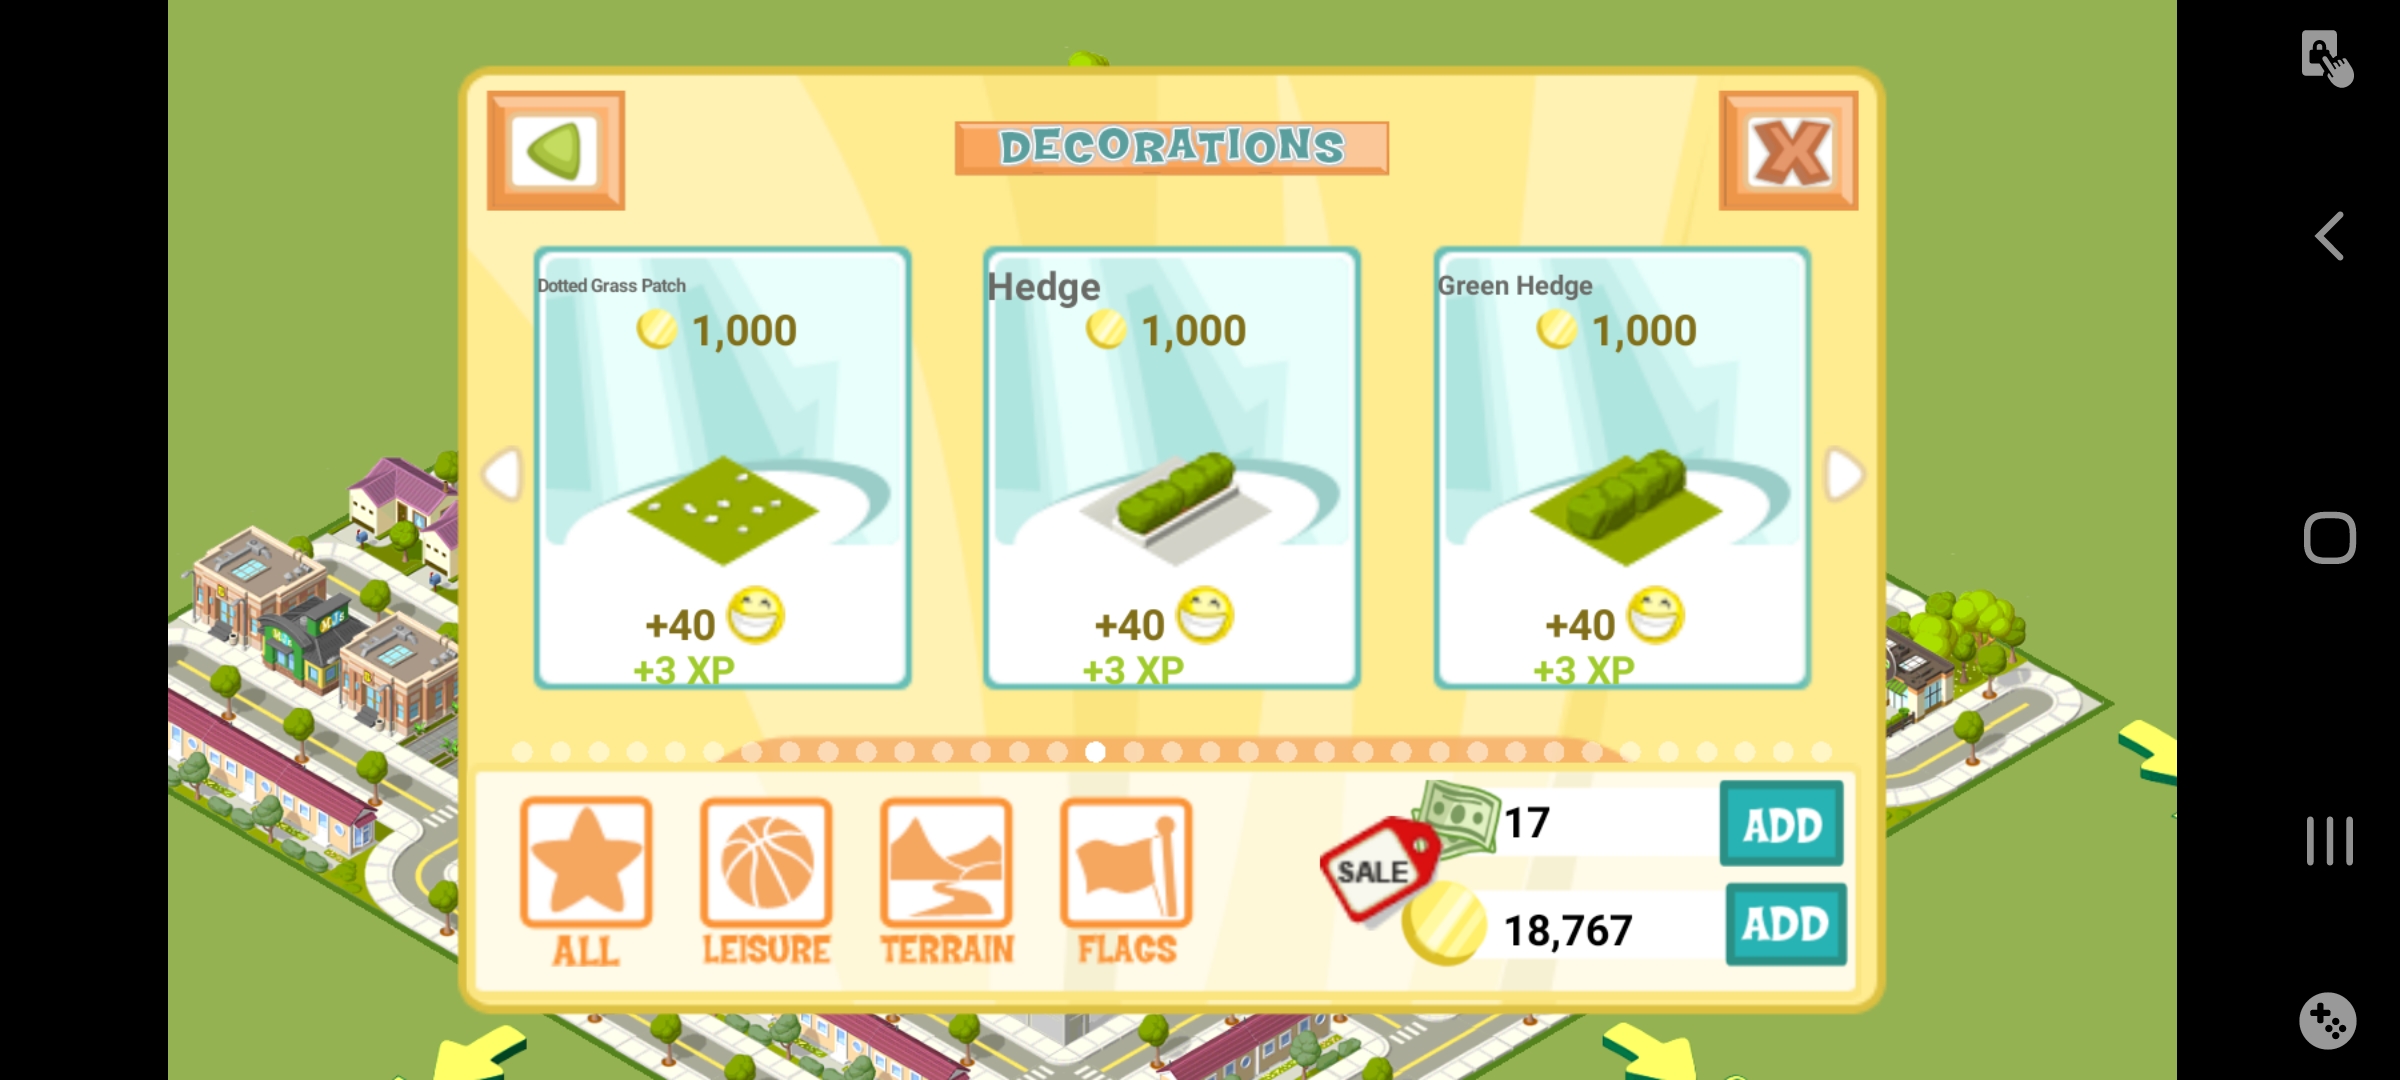 DECORATIONS
Dotted Grass Patch
1,000
+40
+3 XP
Hedge
1,000
+40
+3 XP
Green Hedge
1,000
+40
+3 XP
ALL
LEISURE
TERRAIN
FLAGS
SALE
17
ADD
18,767
ADD
MJ's